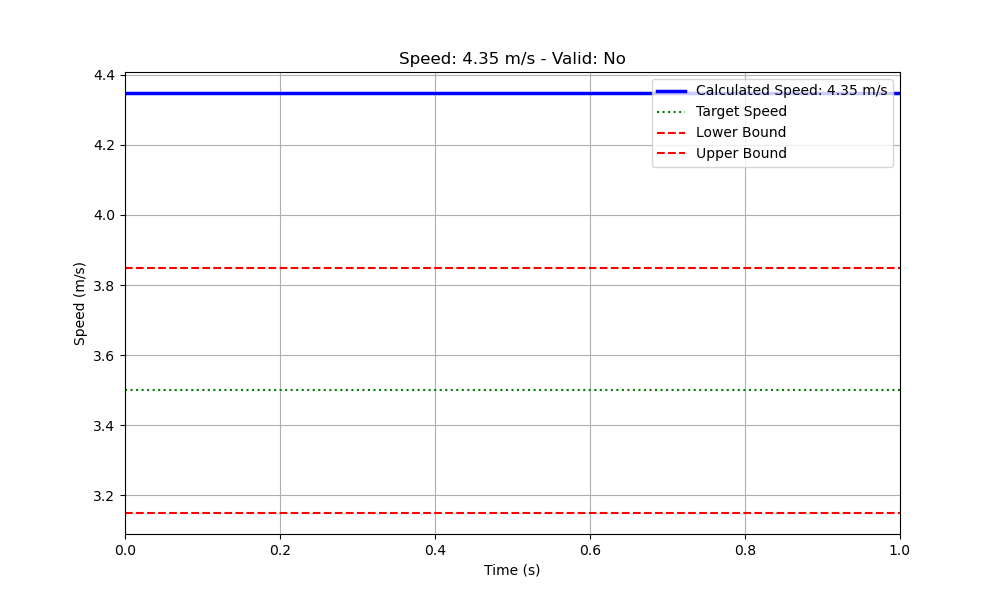 Speed: 4.35 m/s - Valid: No
Calculated Speed: 4.35 m/s
Target Speed
Lower Bound
Upper Bound
Speed (m/s)
4.4
4.2
4.0
3.8
3.6
3.4
3.2
0.0 0.2 0.4 0.6 0.8 1.0
Time (s)